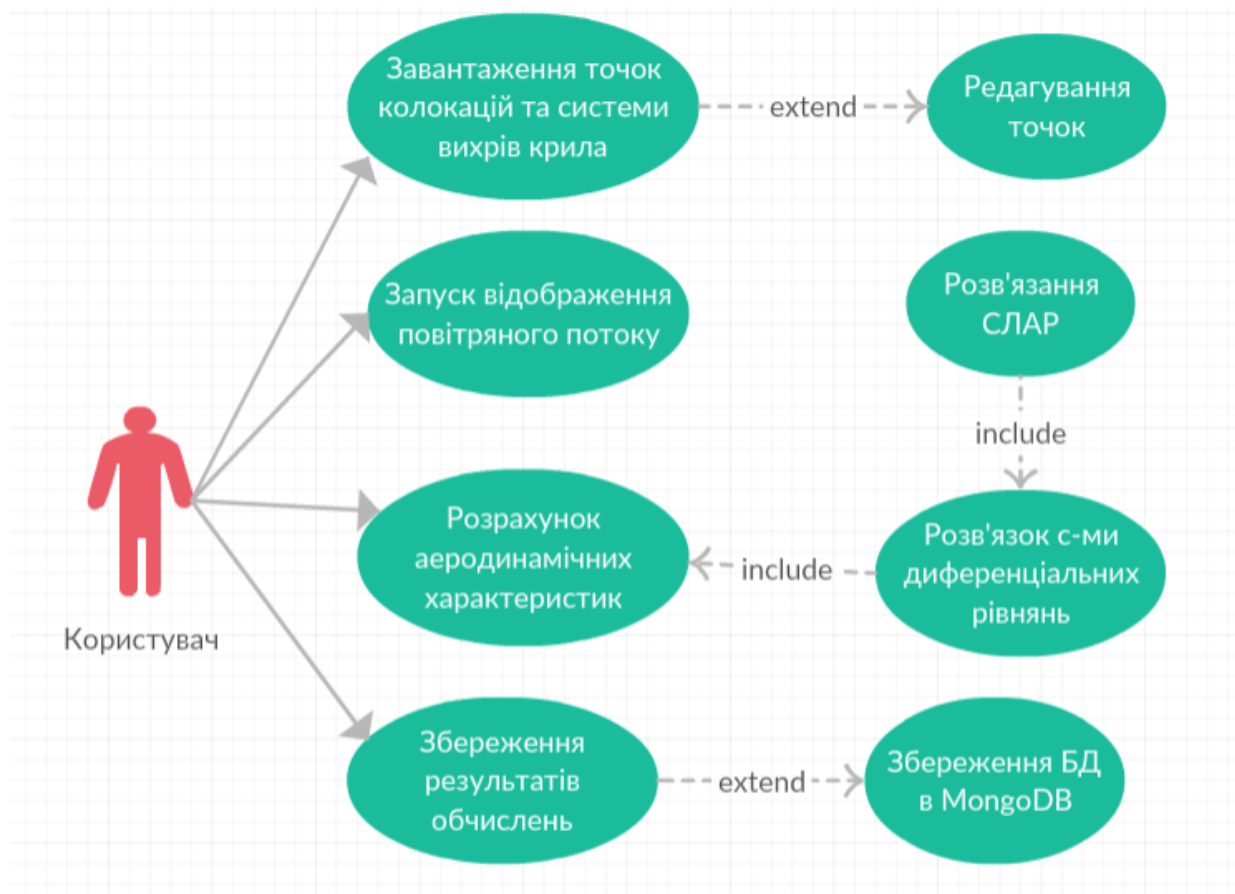 Завантаження точок
колокацій та системи
вихрів крила
extend
Редагування
точок
Запуск відображення
повітряного потоку
Розв'язання
СЛАР
include
Розрахунок
аеродинамічних
характеристик
include
Розв'язок с-ми
диференціальних
рівнянь
Користувач
Збереження
результатів
обчислень
extend
Збереження БД
в MongoDB